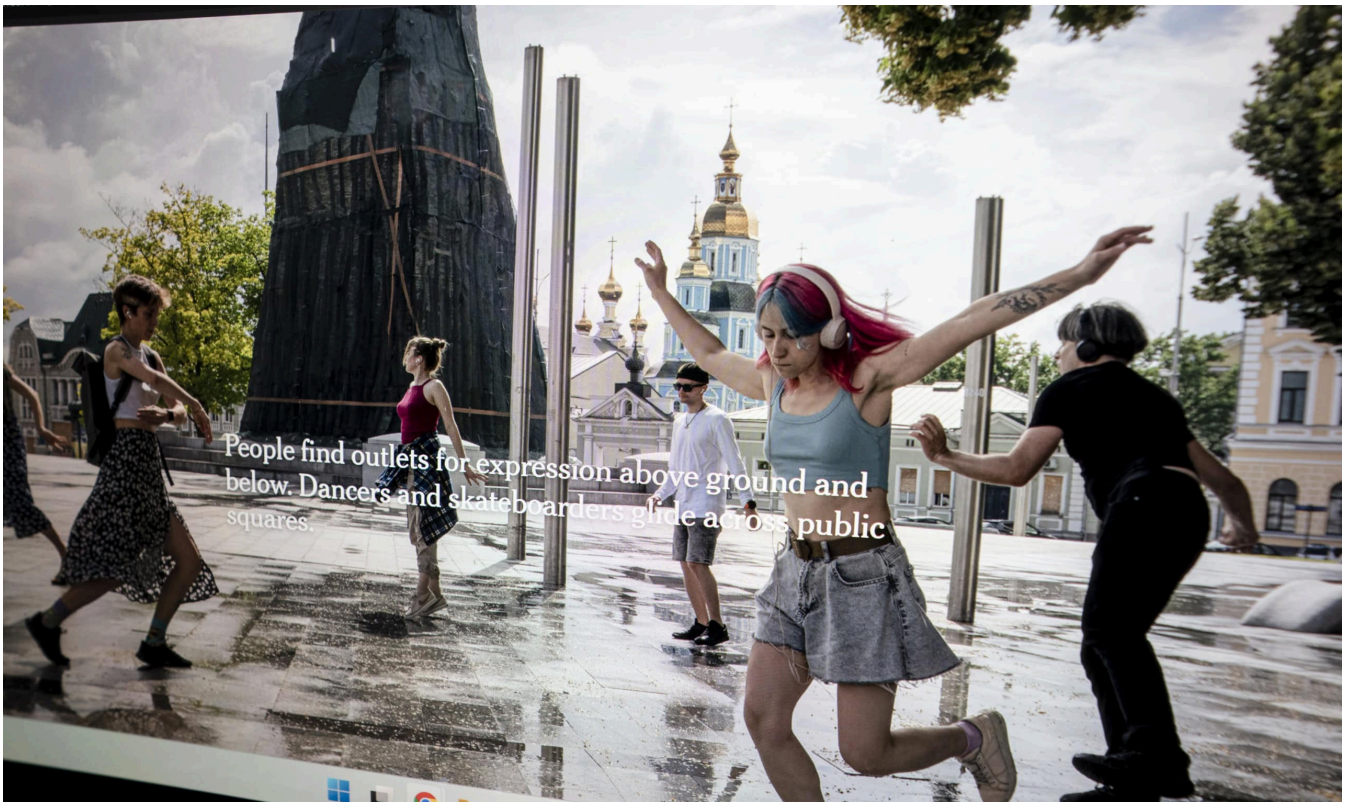 People find outlets for expression above ground and
below. Dancers and skateboarders glide across public
squares.